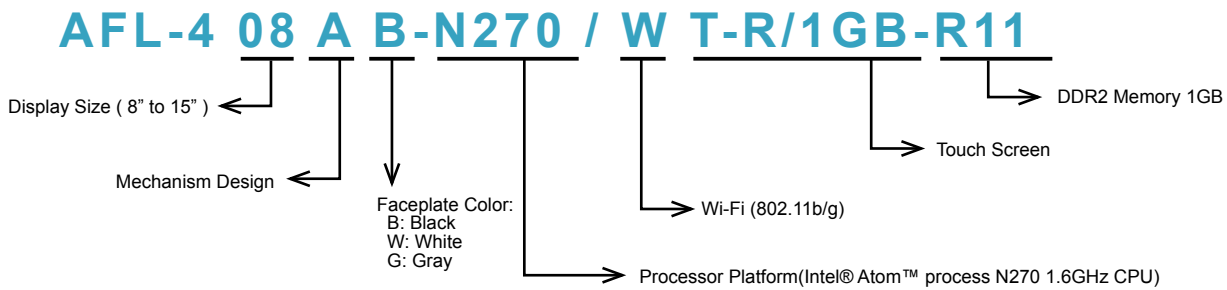 AFL-4 08 A B-N270 / W T-R/1GB-R11
Display Size ( 8” to 15” )
DDR2 Memory 1GB
Touch Screen
Mechanism Design
Faceplate Color:
B: Black
W: White
G: Gray
Wi-Fi (802.11b/g)
Processor Platform(Intel® Atom™ process N270 1.6GHz CPU)